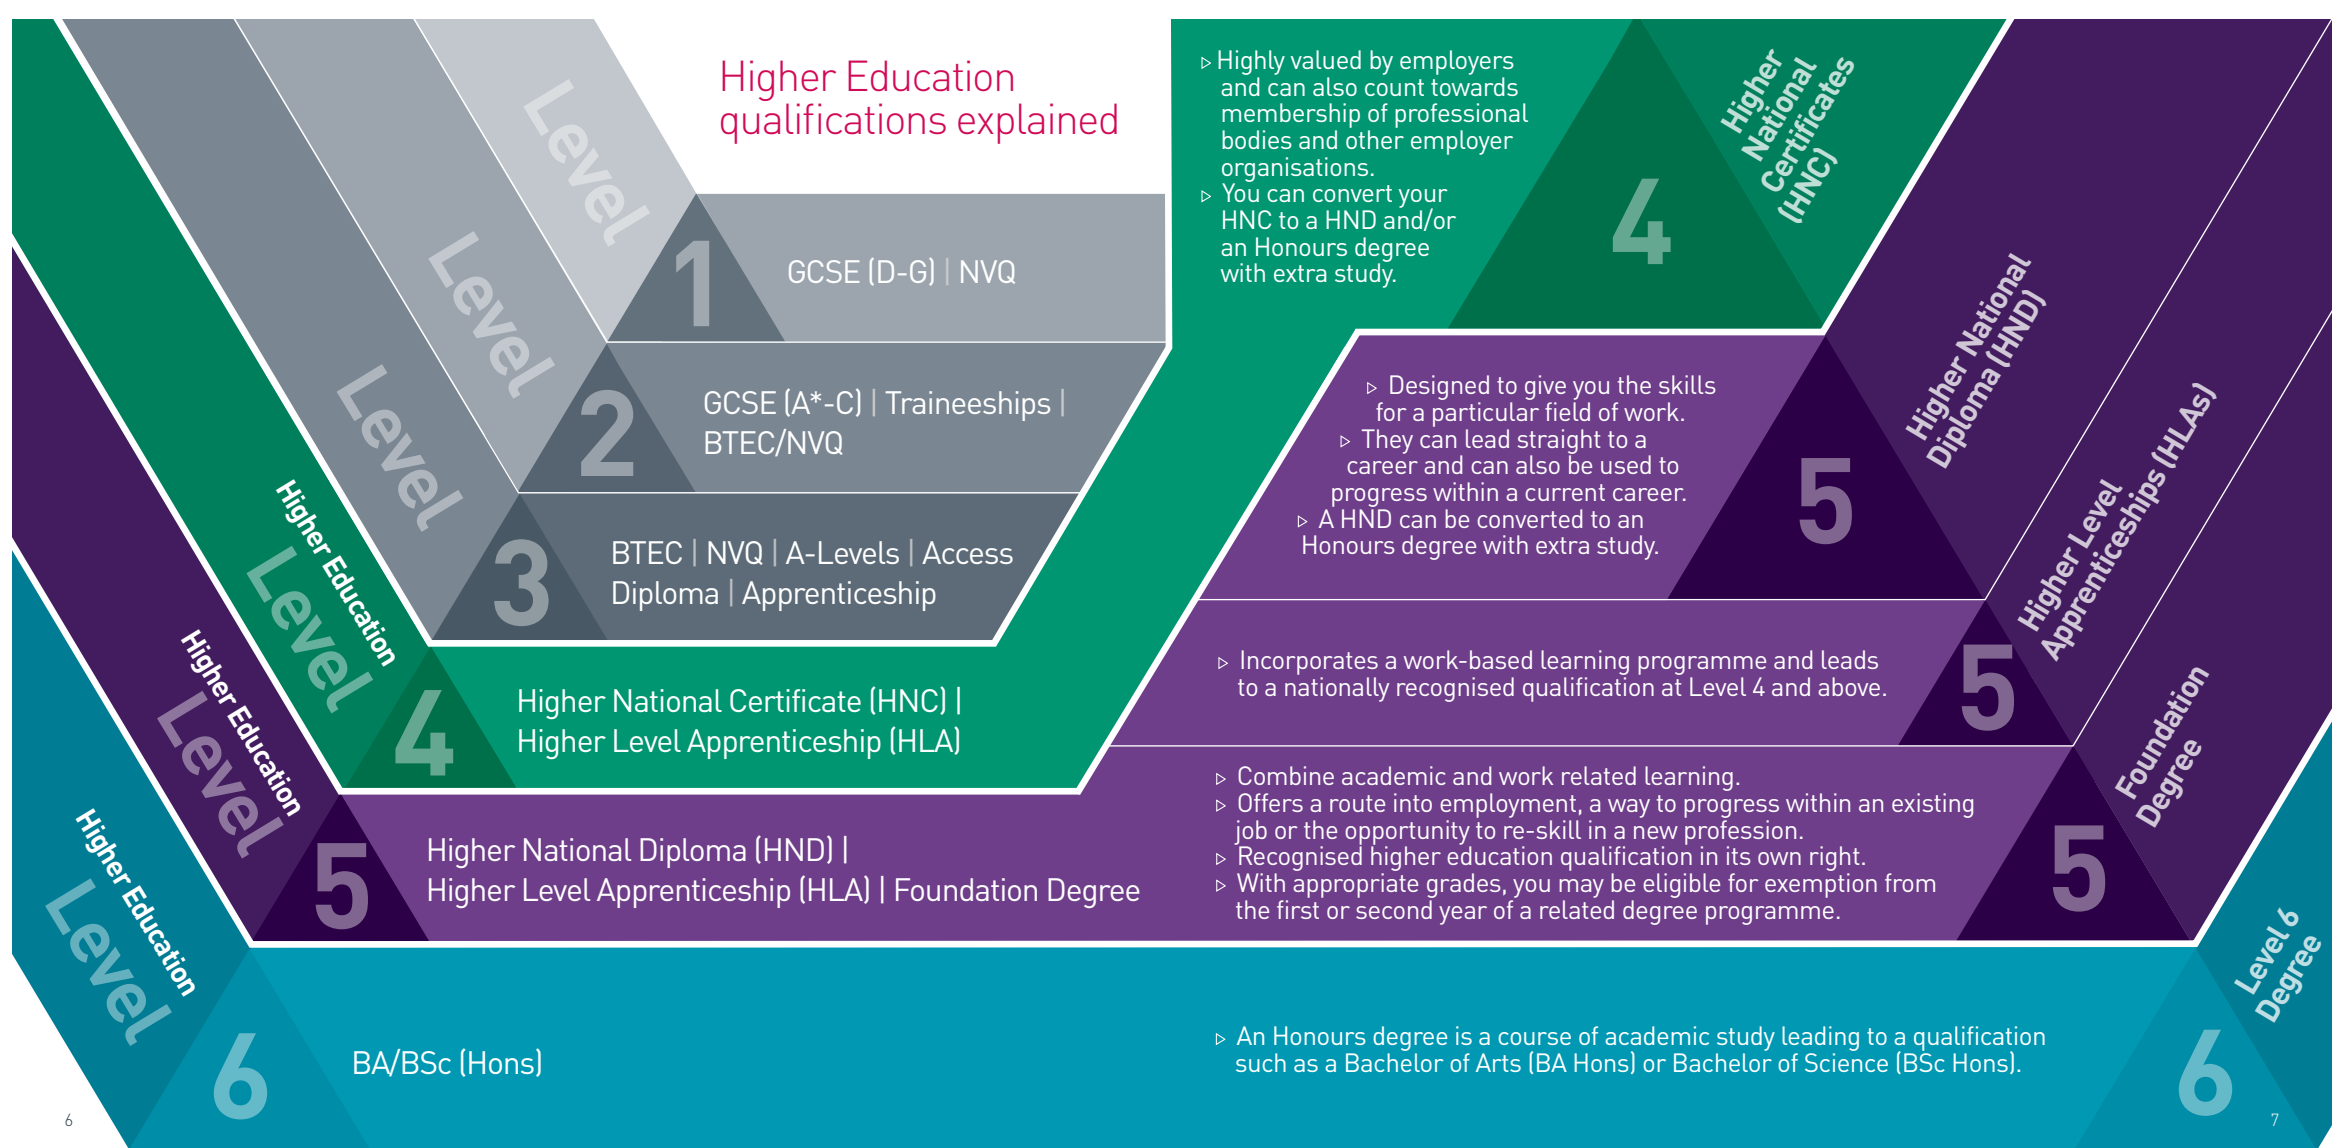 Higher Education
qualifications explained
Level
1
GCSE (D-G) | NVQ
Level
2
GCSE (A*-C) | Traineeships |
BTEC/NVQ
Level
3
BTEC | NVQ | A-Levels | Access
Diploma | Apprenticeship
Higher Education
Level
4
Higher National Certificate (HNC) |
Higher Level Apprenticeship (HLA)
Higher Education
Level
5
Higher National Diploma (HND) |
Higher Level Apprenticeship (HLA) | Foundation Degree
Higher Education
Level
6
BA/BSc (Hons)
6
▹ Highly valued by employers
and can also count towards
membership of professional
bodies and other employer
organisations.
▹ You can convert your
HNC to a HND and/or
an Honours degree
with extra study.
4
Higher
National
Certificates
(HNC)
▹ Designed to give you the skills
for a particular field of work.
▹ They can lead straight to a
career and can also be used to
progress within a current career.
▹ A HND can be converted to an
Honours degree with extra study.
5
Higher National
Diploma (HND)
▹ Incorporates a work-based learning programme and leads
to a nationally recognised qualification at Level 4 and above.
5
Higher Level
Apprenticeships (HLAs)
▹ Combine academic and work related learning.
▹ Offers a route into employment, a way to progress within an existing
job or the opportunity to re-skill in a new profession.
▹ Recognised higher education qualification in its own right.
▹ With appropriate grades, you may be eligible for exemption from
the first or second year of a related degree programme.
5
Foundation
Degree
▹ An Honours degree is a course of academic study leading to a qualification
such as a Bachelor of Arts (BA Hons) or Bachelor of Science (BSc Hons).
6
Level 6
Degree
7